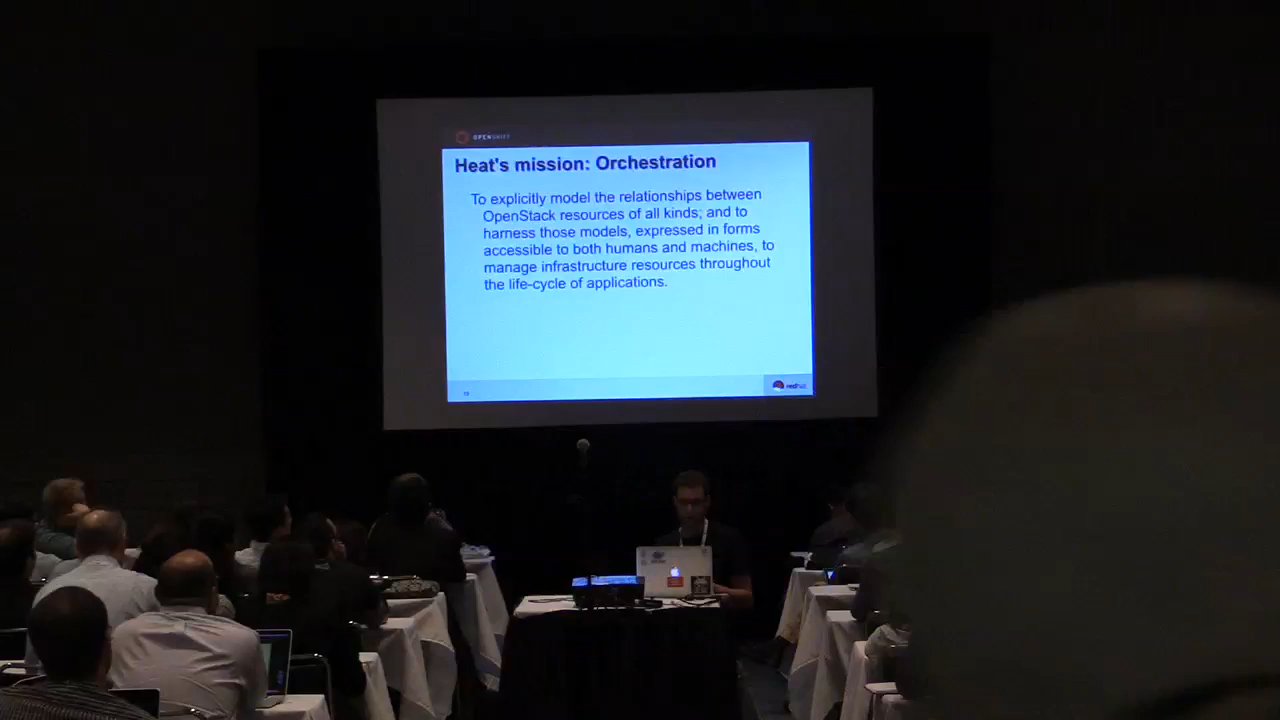 OPENSHIFT
Heat's mission: Orchestration
To explicitly model the relationships between
OpenStack resources of all kinds; and to
harness those models, expressed in forms
accessible to both humans and machines, to
manage infrastructure resources throughout
the life-cycle of applications.
redhat